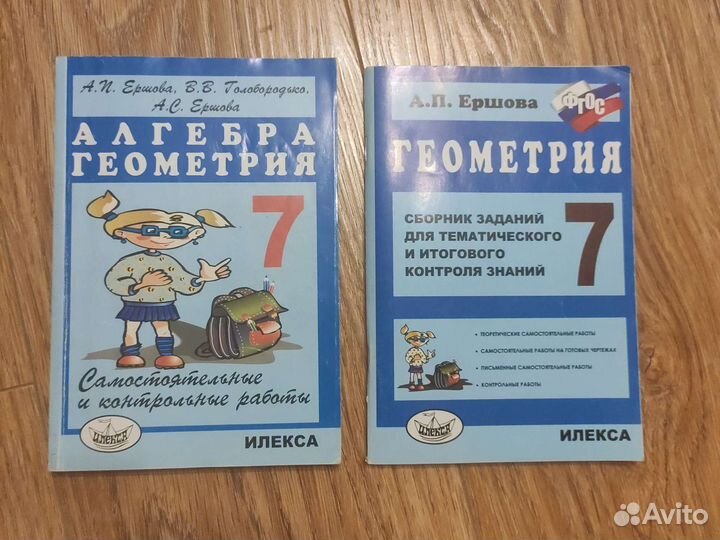 А.П. Ершова, В.В. Голобородько,
А.С. Ершова
АЛГЕБРА
ГЕОМЕТРИЯ
7
Самостоятельные
и контрольные работы
ИЛЕКСА
ИЛЕКСА
А.П. Ершова
ФГОС
ГЕОМЕТРИЯ
СБОРНИК ЗАДАНИЙ
ДЛЯ ТЕМАТИЧЕСКОГО
И ИТОГОВОГО
КОНТРОЛЯ ЗНАНИЙ
7
• ТЕОРЕТИЧЕСКИЕ САМОСТОЯТЕЛЬНЫЕ РАБОТЫ
• САМОСТОЯТЕЛЬНЫЕ РАБОТЫ НА ГОТОВЫХ ЧЕРТЕЖАХ
• ПИСЬМЕННЫЕ САМОСТОЯТЕЛЬНЫЕ РАБОТЫ
• КОНТРОЛЬНЫЕ РАБОТЫ
ИЛЕКСА
ИЛЕКСА
Avito